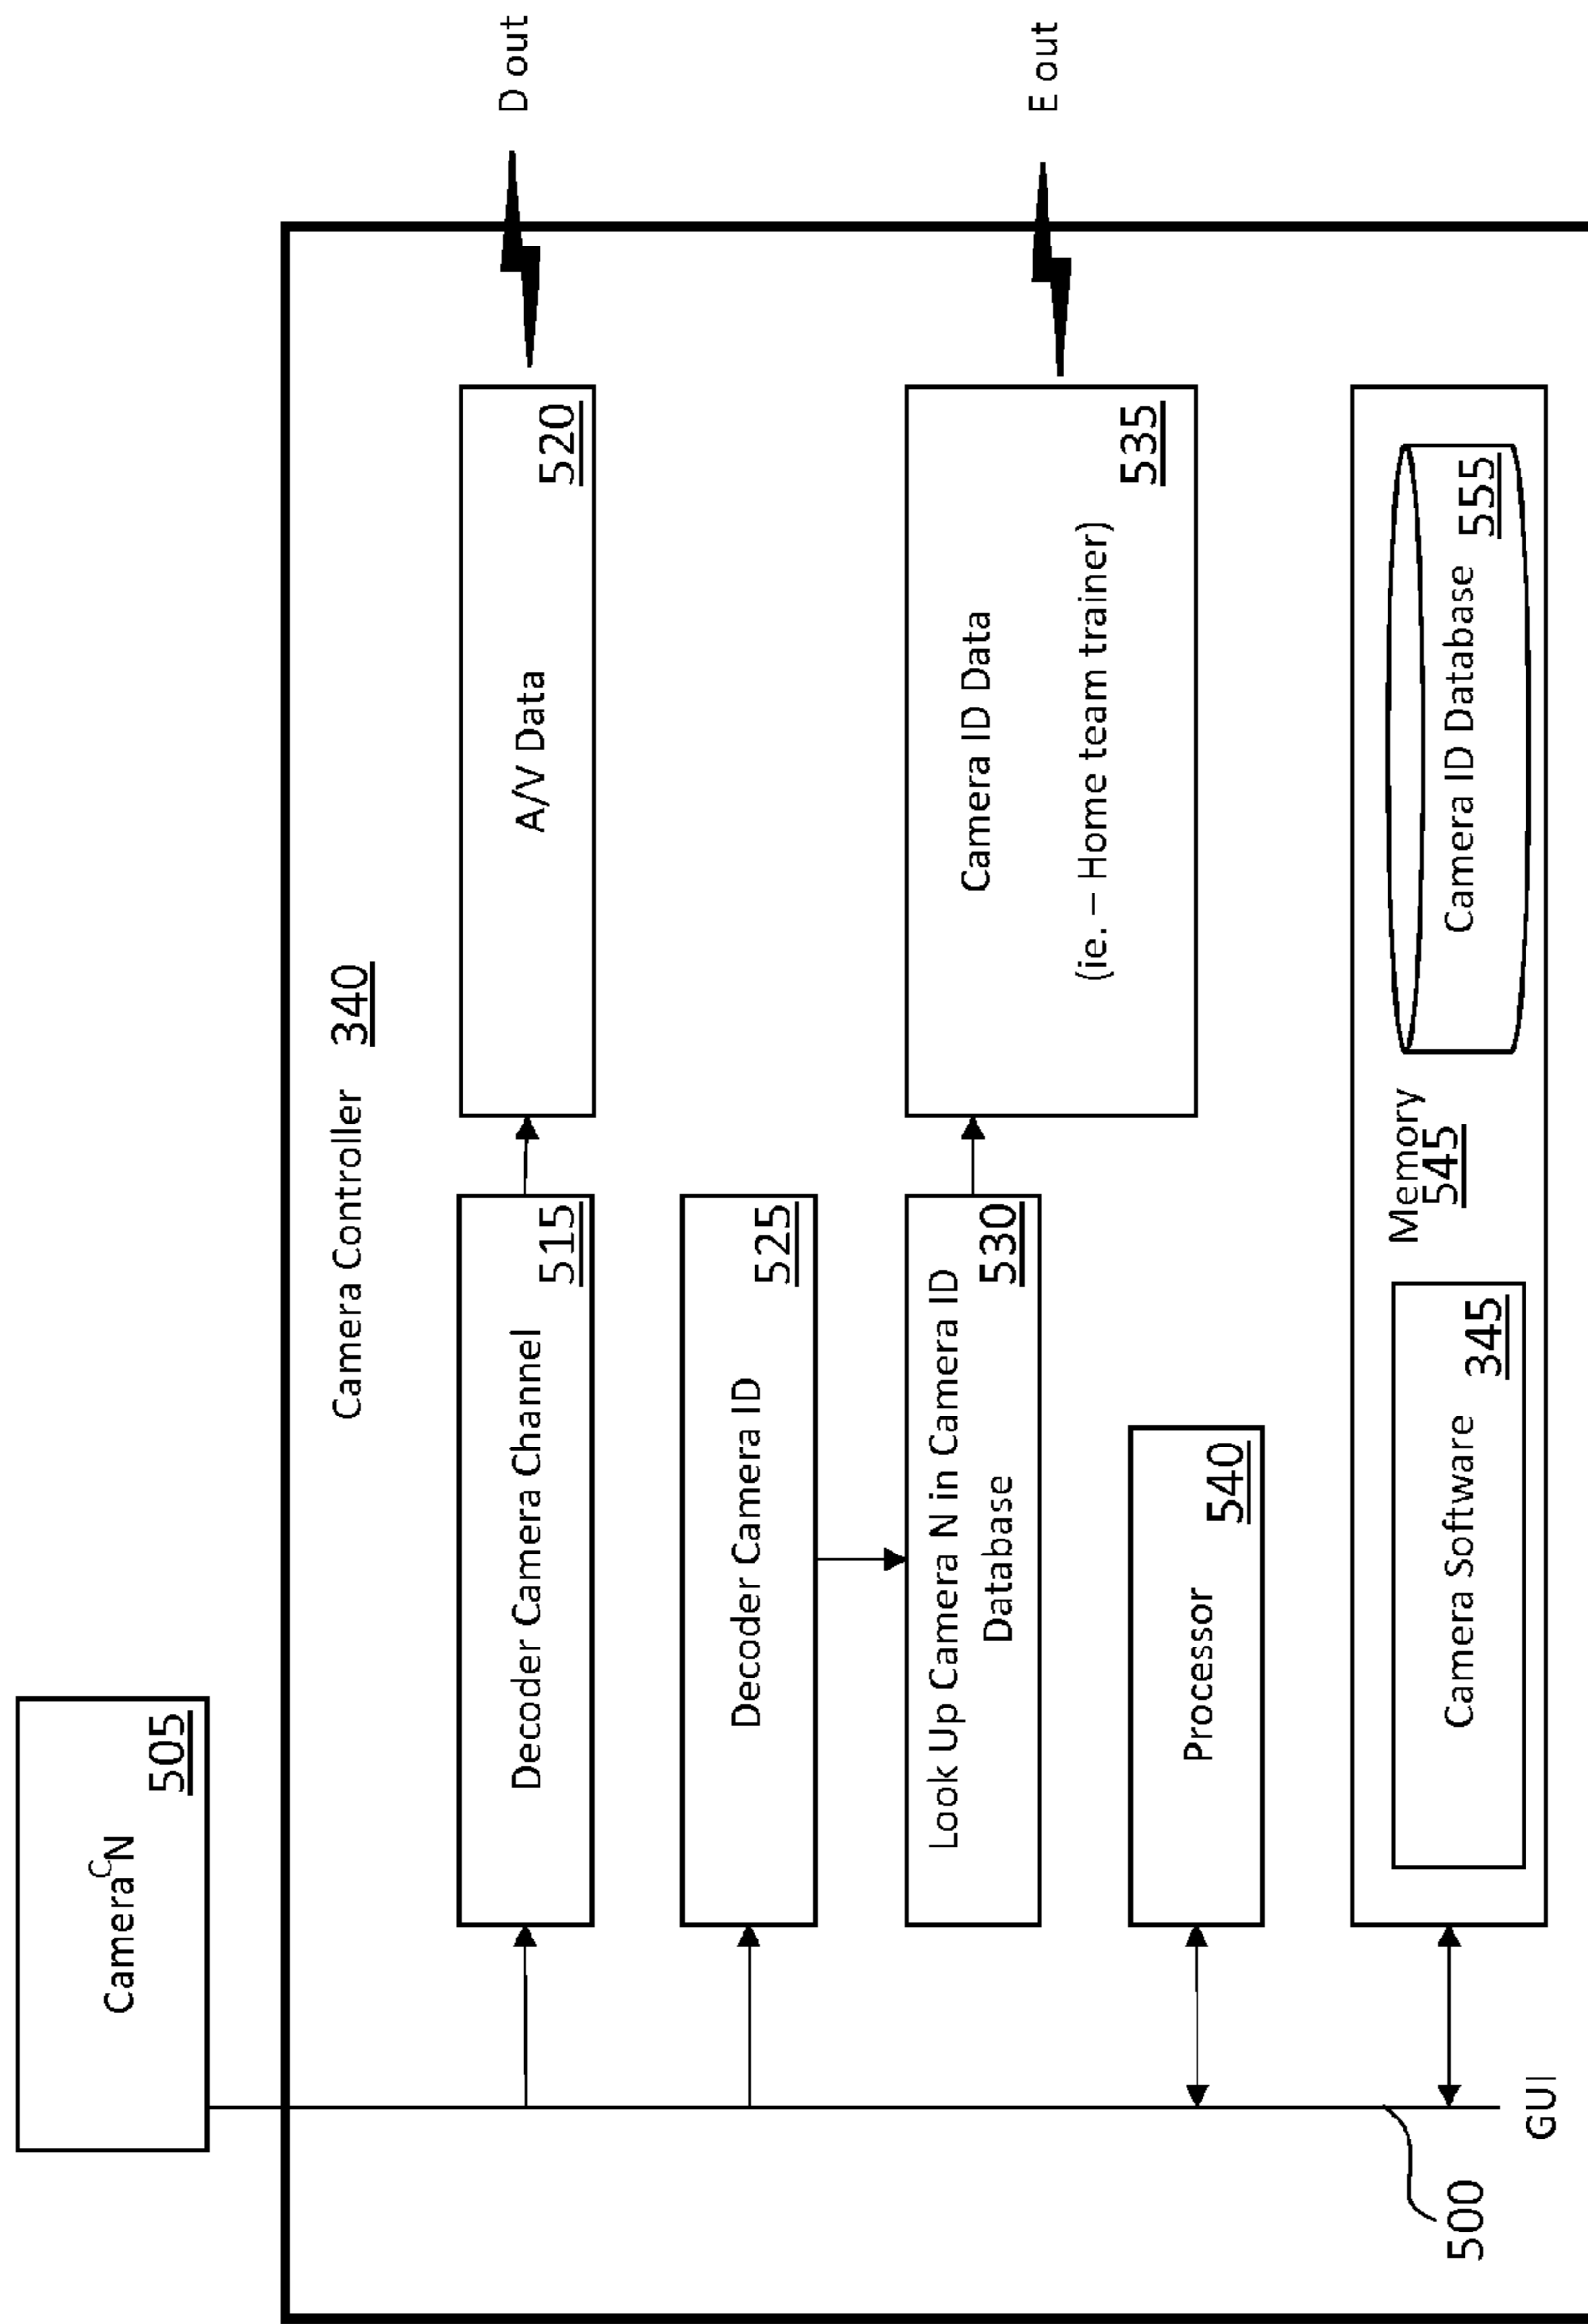 Camera N
C
505
Camera Controller 340
Decoder Camera Channel
515
A/V Data
520
D out
Decoder Camera ID
525
Look Up Camera N in Camera ID
Database
530
Camera ID Data
(ie. – Home team trainer)
535
E out
Processor
540
Camera Software
345
Memory
545
Camera ID Database 555
GUI
500